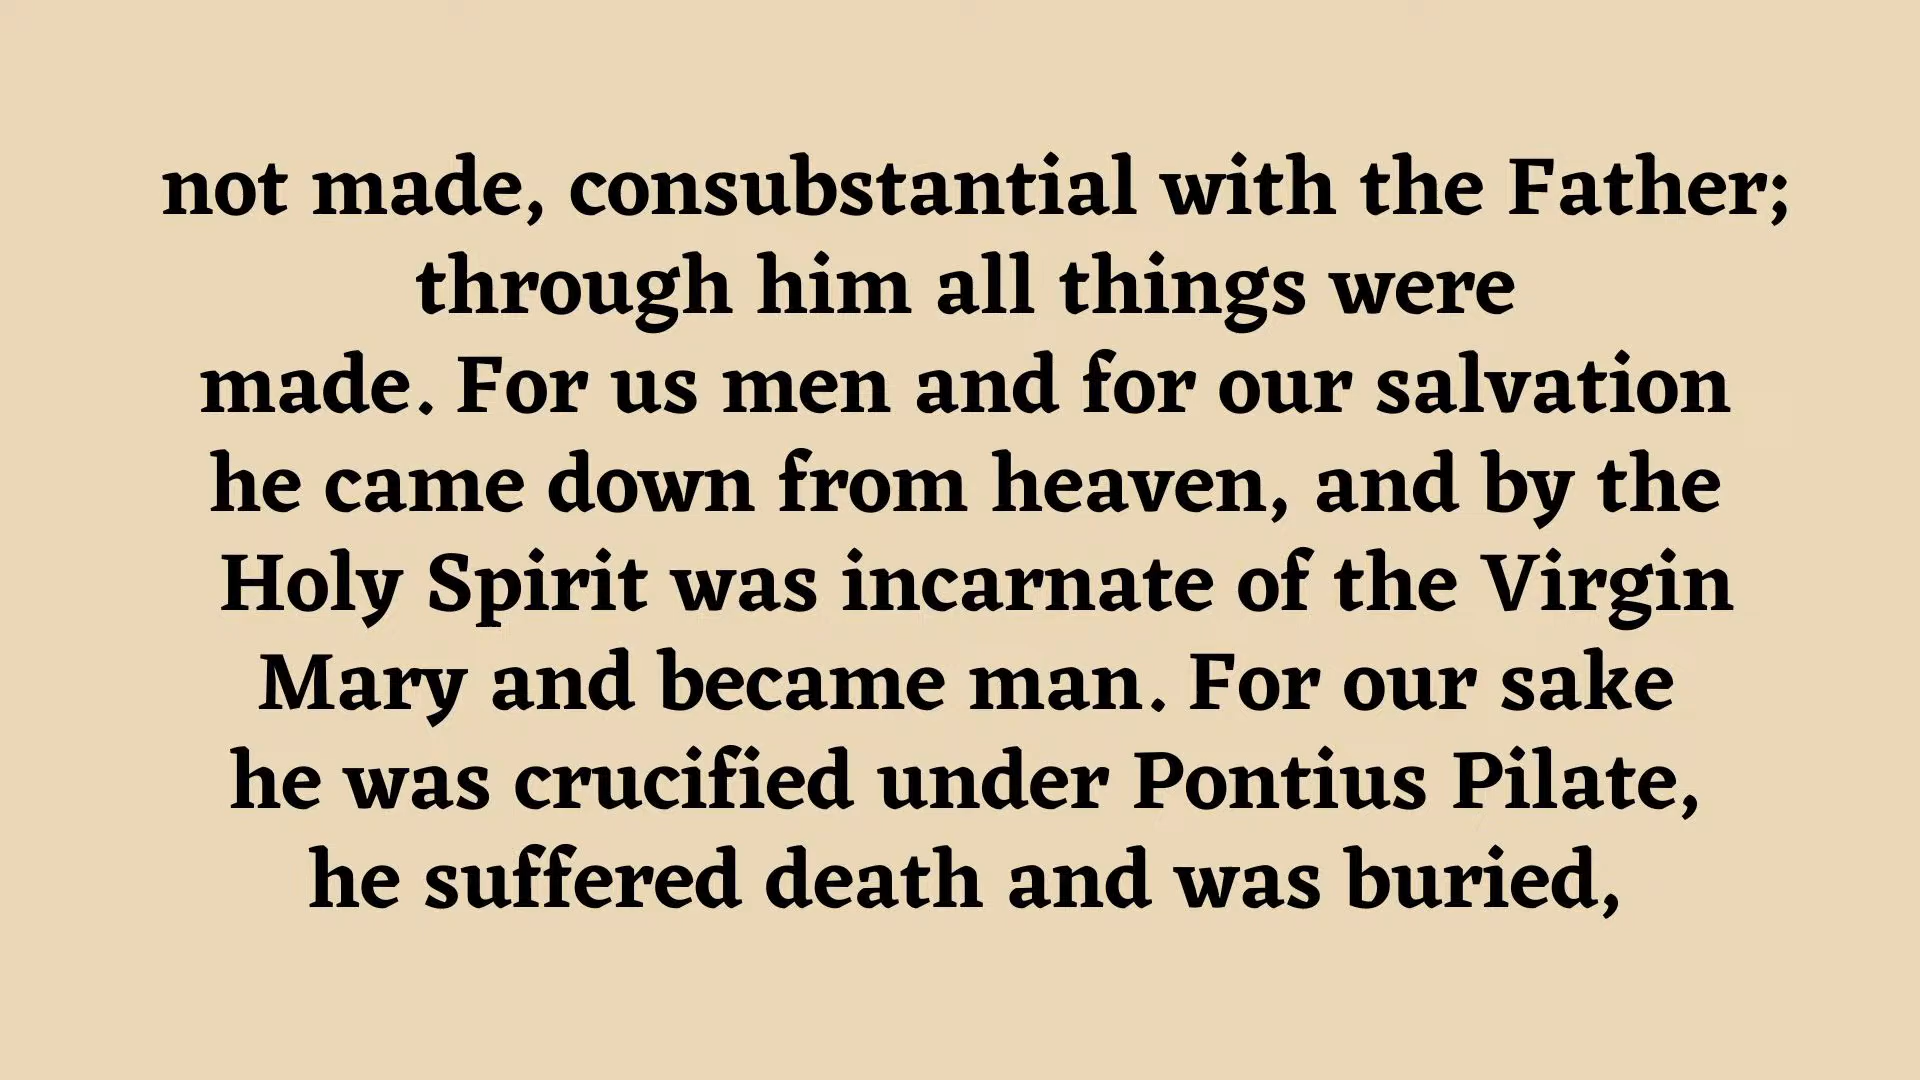 not made, consubstantial with the Father;
through him all things were
made. For us men and for our salvation
he came down from heaven, and by the
Holy Spirit was incarnate of the Virgin
Mary and became man. For our sake
he was crucified under Pontius Pilate,
he suffered death and was buried,